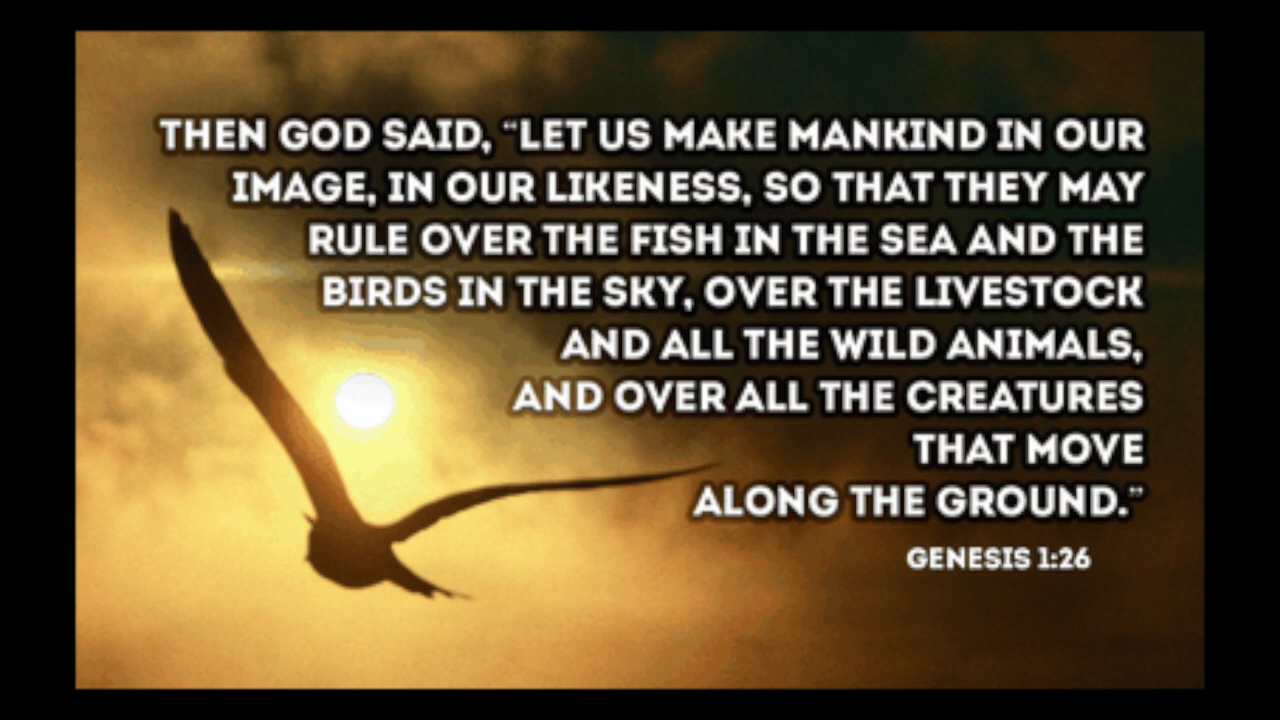 THEN GOD SAID, “LET US MAKE MANKIND IN OUR
IMAGE, IN OUR LIKENESS, SO THAT THEY MAY
RULE OVER THE FISH IN THE SEA AND THE
BIRDS IN THE SKY, OVER THE LIVESTOCK
AND ALL THE WILD ANIMALS,
AND OVER ALL THE CREATURES
THAT MOVE
ALONG THE GROUND.”
GENESIS 1:26